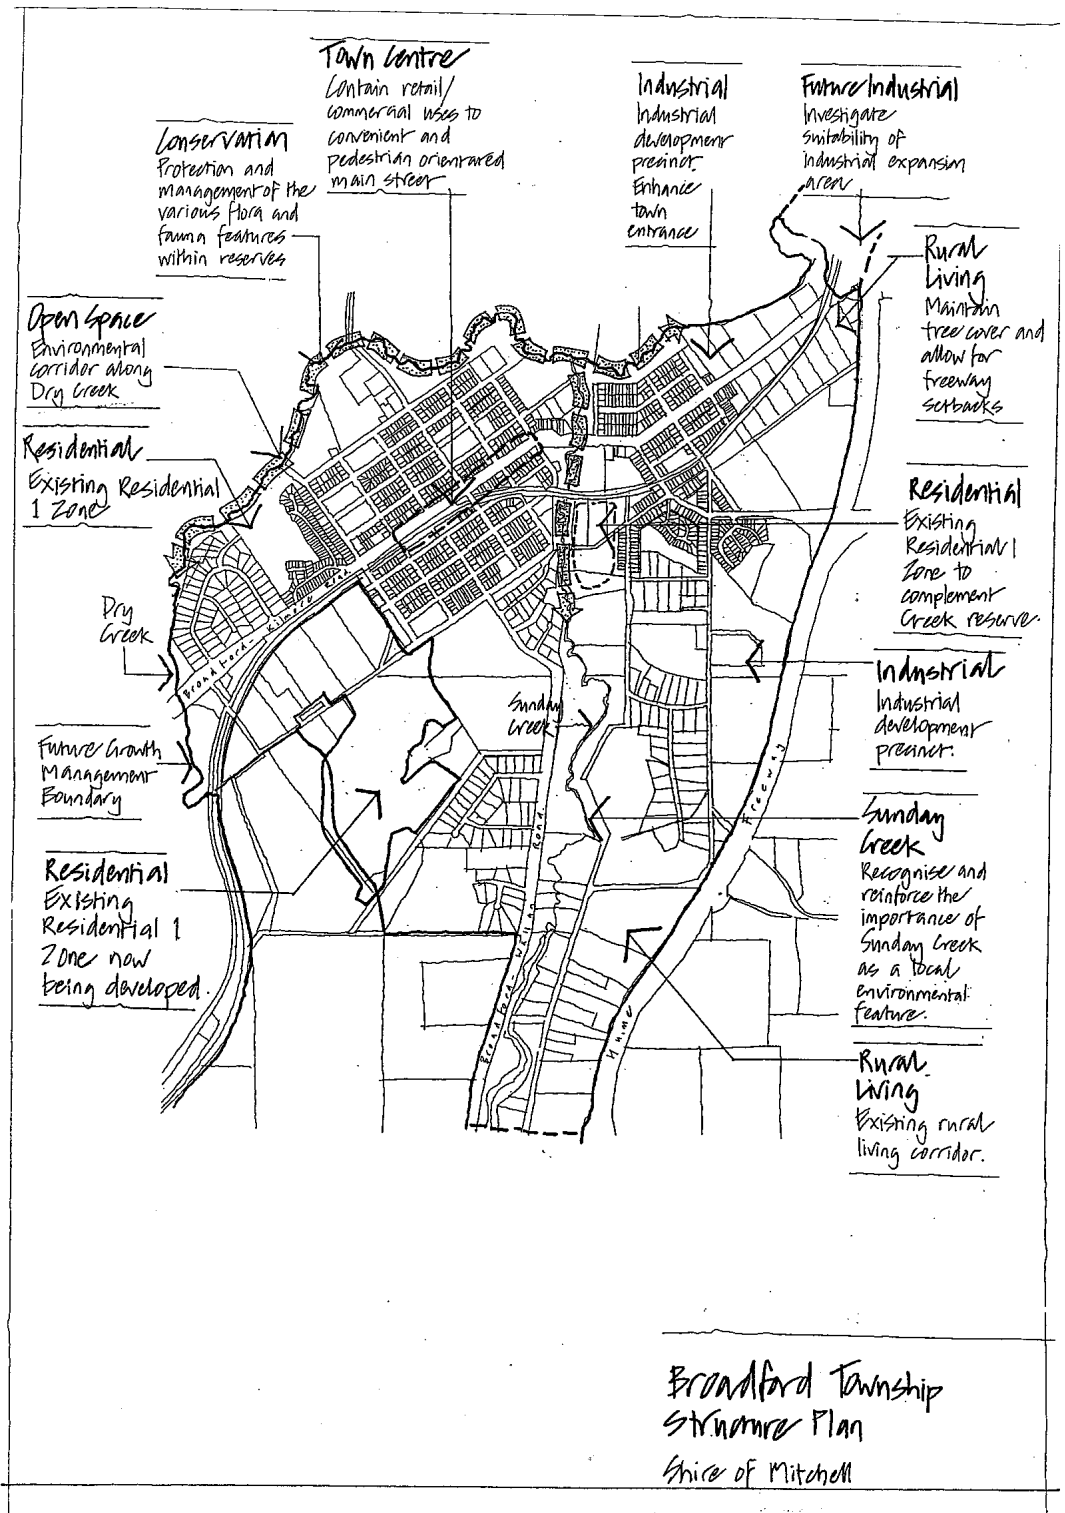 Town Centre
Contain retail/
commercial uses to
convenient and
pedestrian orientared
main street
Industrial
Industrial
development
precinct.
Enhance
town
entrance
Future Industrial
Investigate
suitability of
industrial expansion
area
Conservation
Protection and
management of the
various flora and
fauna features
within reserves
Rural
Living
Maintain
tree cover and
allow for
freeway
setbacks
Open Space
Environmental
corridor along
Dry Creek
Residential
Existing Residential
1 Zone
Residential
Existing
Residential 1
Zone to
complement
Creek reserve.
Dry
Creek
Broadford - Kilmore Road
Industrial
Industrial
development
precinct.
Sunday
Creek
Future Growth
Management
Boundary
Freeway
Sunday
Creek
Recognise and
reinforce the
importance of
Sunday Creek
as a local
environmental
feature.
Residential
Existing
Residential 1
Zone now
being developed.
Road
Broadford - Wallan
Hume
Rural
Living
Existing rural
living corridor.
Broadford Township
Structure Plan
Shire of Mitchell